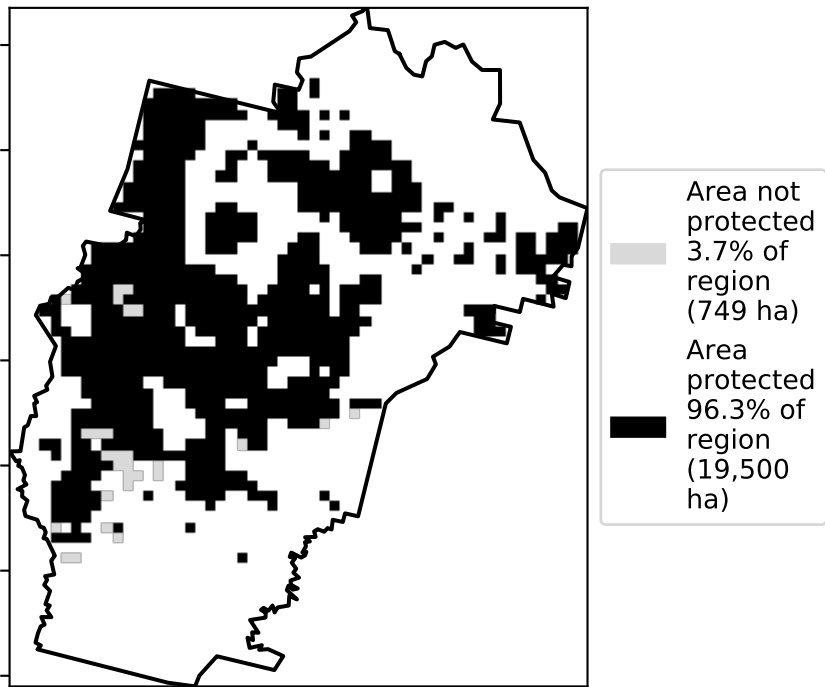 Area not
protected
3.7% of
region
(749 ha)
Area
protected
96.3% of
region
(19,500
ha)